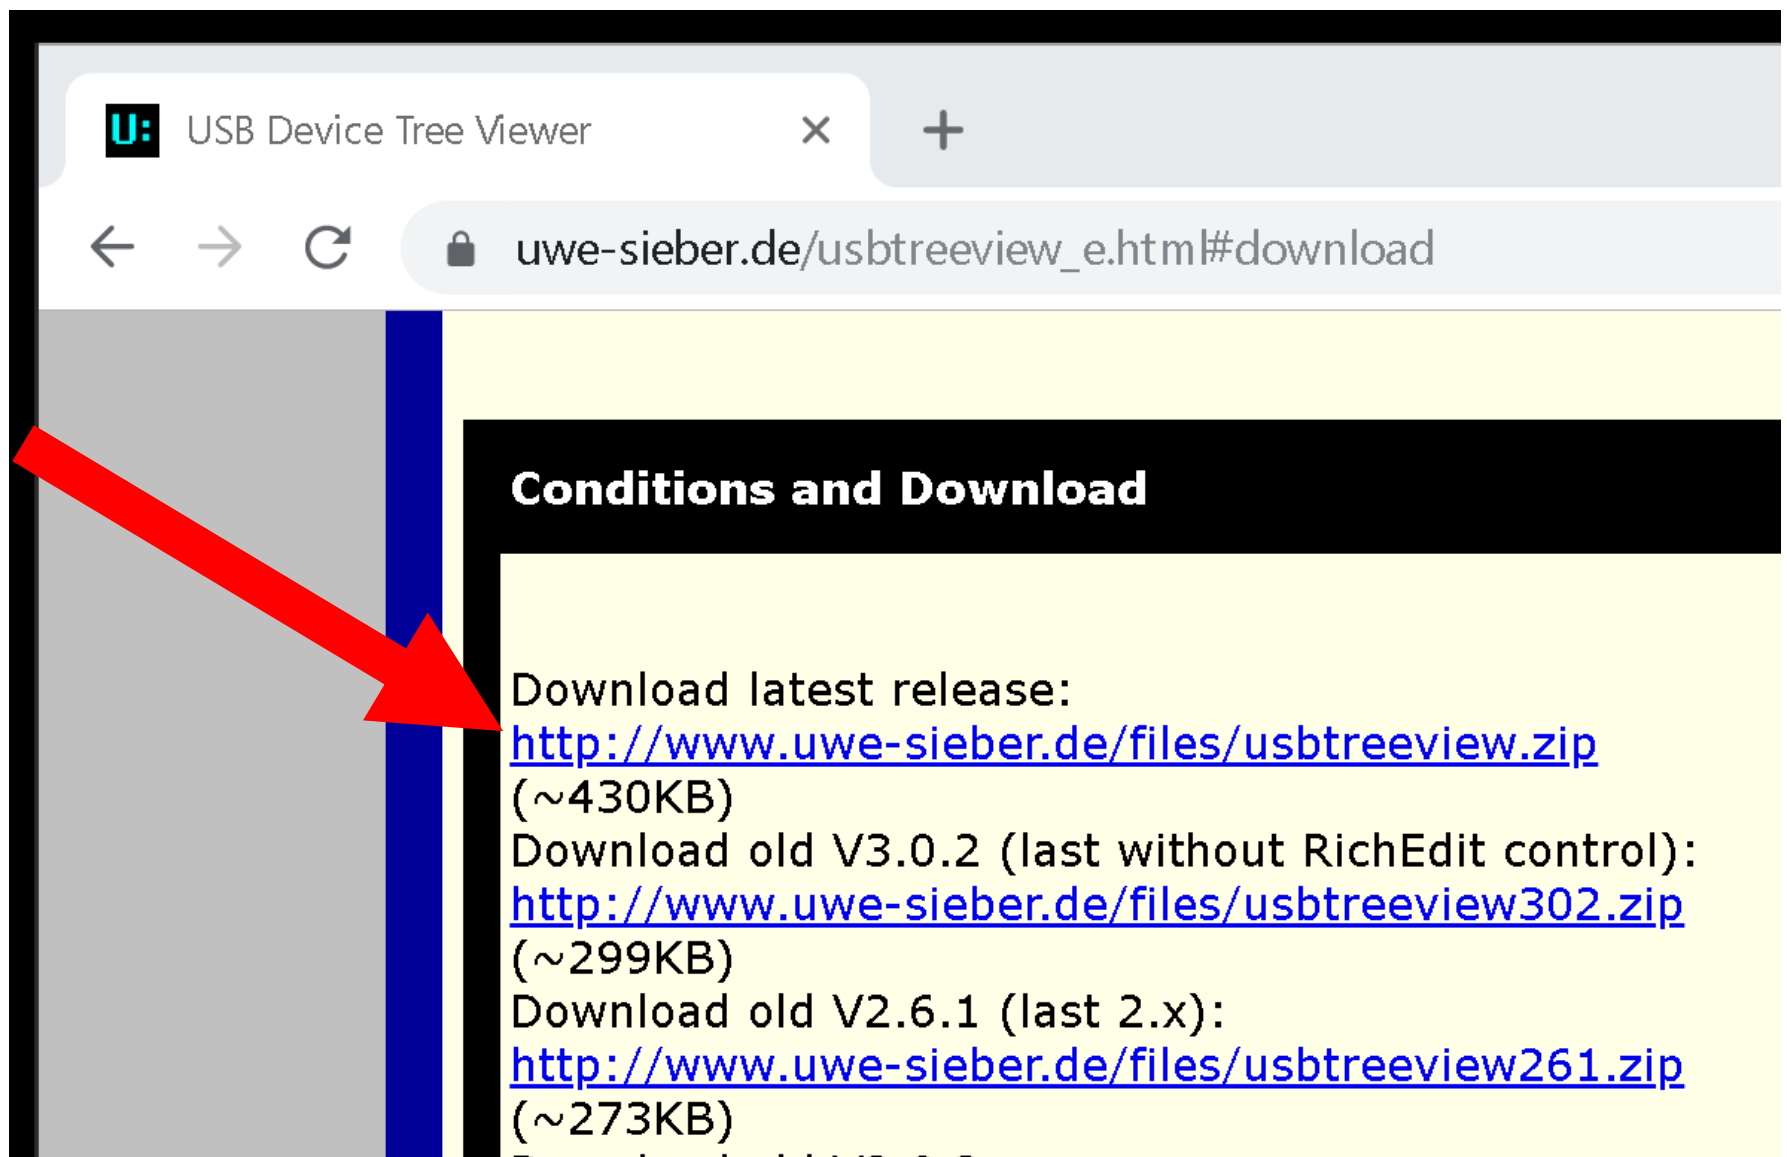 U: USB Device Tree Viewer
uwe-sieber.de/usbtreeview_e.html#download
Conditions and Download
Download latest release:
http://www.uwe-sieber.de/files/usbtreeview.zip
(~430KB)
Download old V3.0.2 (last without RichEdit control):
http://www.uwe-sieber.de/files/usbtreeview302.zip
(~299KB)
Download old V2.6.1 (last 2.x):
http://www.uwe-sieber.de/files/usbtreeview261.zip
(~273KB)